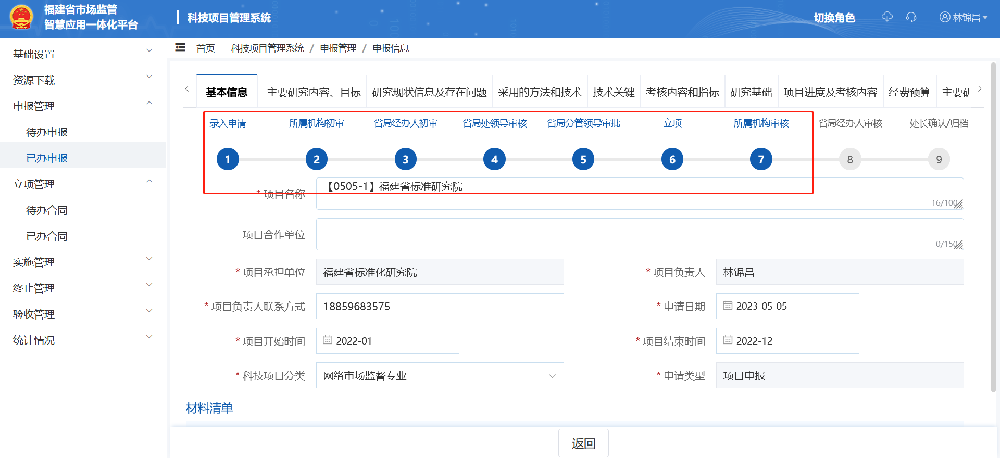 福建省市场监管
智慧应用一体化平台
科技项目管理系统
切换角色
林锦昌
基础设置
资源下载
申报管理
待办申报
已办申报
立项管理
待办合同
已办合同
实施管理
终止管理
验收管理
统计情况
首页 科技项目管理系统 / 申报管理 / 申报信息
基本信息 主要研究内容、目标 研究现状信息及存在问题 采用的方法和技术 技术关键 考核内容和指标 研究基础 项目进度及考核内容 经费预算 主要研
录入申请 所属机构初审 省局经办人初审 省局处领导审核 省局分管领导审批 立项 所属机构审核 省局经办人审核 处长确认/归档
1 2 3 4 5 6 7 8 9
* 项目名称 【0505-1】福建省标准研究院
16/100
项目合作单位
0/150
* 项目承担单位 福建省标准化研究院 * 项目负责人 林锦昌
* 项目负责人联系方式 18859683575 * 申请日期 2023-05-05
* 项目开始时间 2022-01 * 项目结束时间 2022-12
* 科技项目分类 网络市场监督专业 * 申请类型 项目申报
材料清单
返回